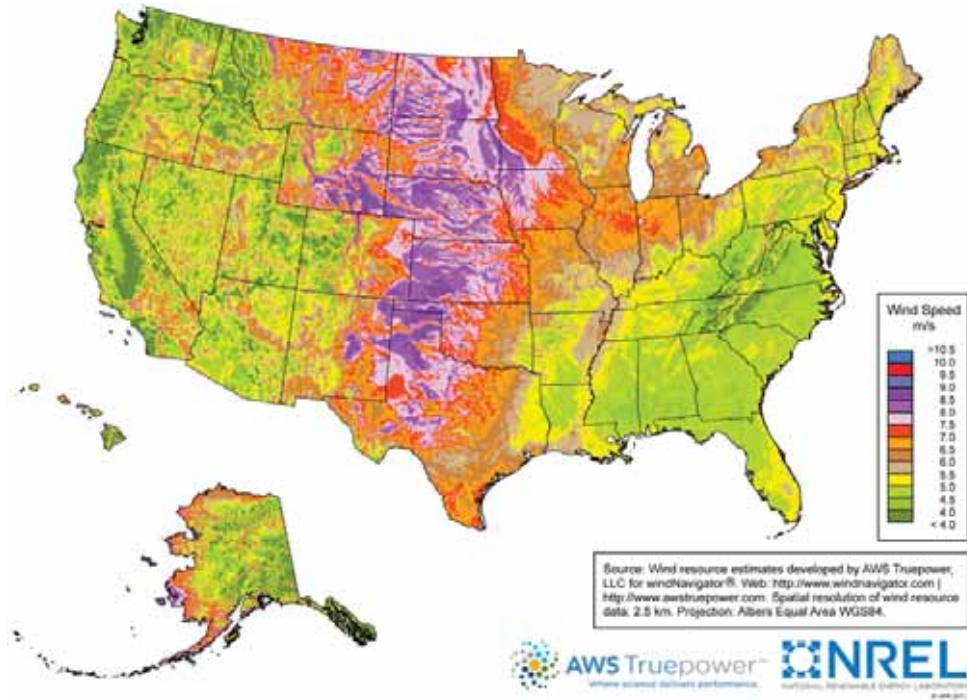 Wind Speed
m/s
>10.5
10.0
9.5
9.0
8.5
8.0
7.5
7.0
6.5
6.0
5.5
5.0
4.5
4.0
< 4.0
Source: Wind resource estimates developed by AWS Truepower,
LLC for windNavigator®. Web: http://www.windnavigator.com |
http://www.awstruepower.com. Spatial resolution of wind resource
data: 2.5 km. Projection: Albers Equal Area WGS84.
AWS Truepower™
Where science delivers performance.
NREL
NATIONAL RENEWABLE ENERGY LABORATORY